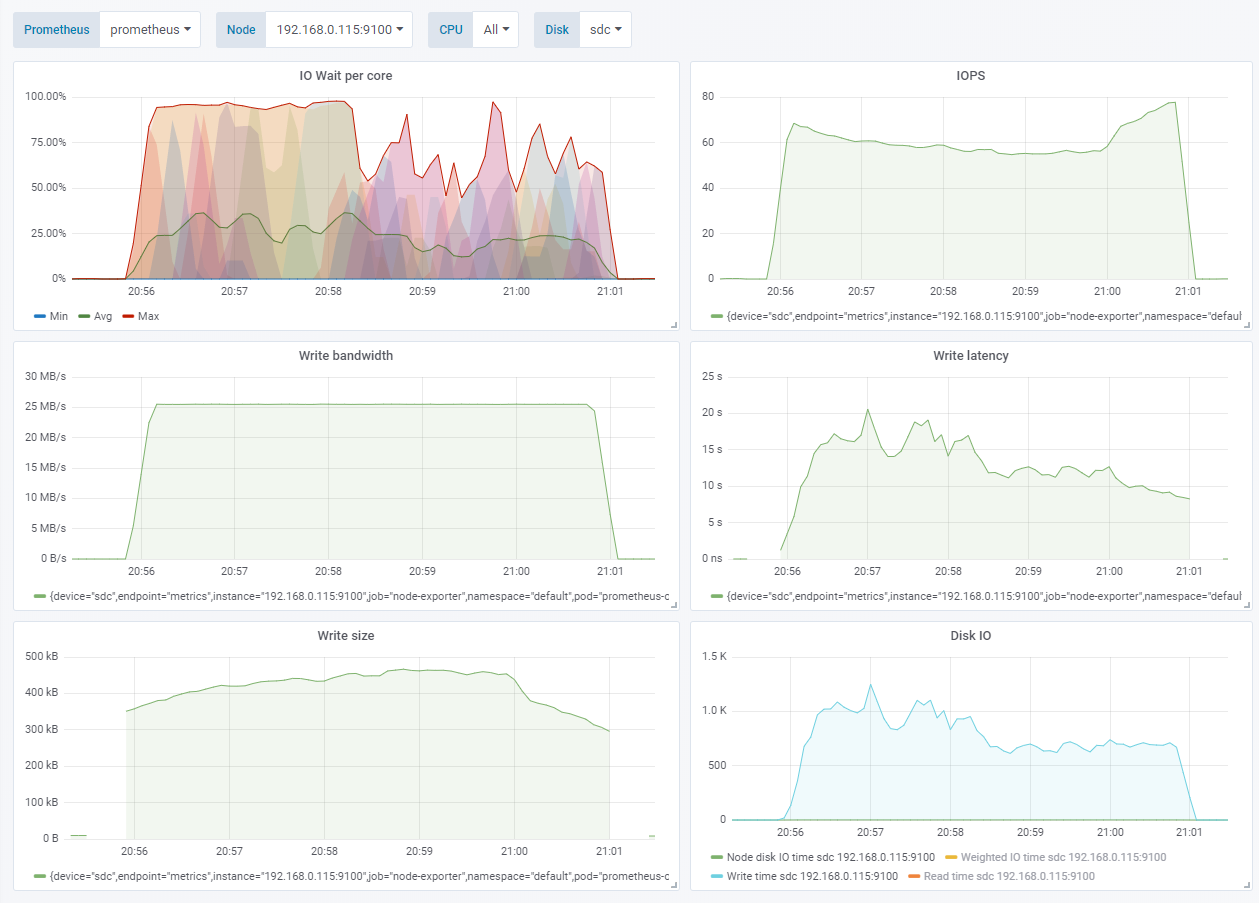 Prometheus prometheus Node 192.168.0.115:9100 CPU All Disk sdc
IO Wait per core
100.00%
75.00%
50.00%
25.00%
0%
20:56 20:57 20:58 20:59 21:00 21:01
Min Avg Max
IOPS
80
60
40
20
0
20:56 20:57 20:58 20:59 21:00 21:01
{device="sdc",endpoint="metrics",instance="192.168.0.115:9100",job="node-exporter",namespace="defaul
Write bandwidth
30 MB/s
25 MB/s
20 MB/s
15 MB/s
10 MB/s
5 MB/s
0 B/s
20:56 20:57 20:58 20:59 21:00 21:01
{device="sdc",endpoint="metrics",instance="192.168.0.115:9100",job="node-exporter",namespace="default",pod="prometheus-c
Write latency
25 s
20 s
15 s
10 s
5 s
0 ns
20:56 20:57 20:58 20:59 21:00 21:01
{device="sdc",endpoint="metrics",instance="192.168.0.115:9100",job="node-exporter",namespace="defaul
Write size
500 kB
400 kB
300 kB
200 kB
100 kB
0 B
20:56 20:57 20:58 20:59 21:00 21:01
{device="sdc",endpoint="metrics",instance="192.168.0.115:9100",job="node-exporter",namespace="default",pod="prometheus-c
Disk IO
1.5 K
1.0 K
500
0
20:56 20:57 20:58 20:59 21:00 21:01
Node disk IO time sdc 192.168.0.115:9100 Weighted IO time sdc 192.168.0.115:9100
Write time sdc 192.168.0.115:9100 Read time sdc 192.168.0.115:9100